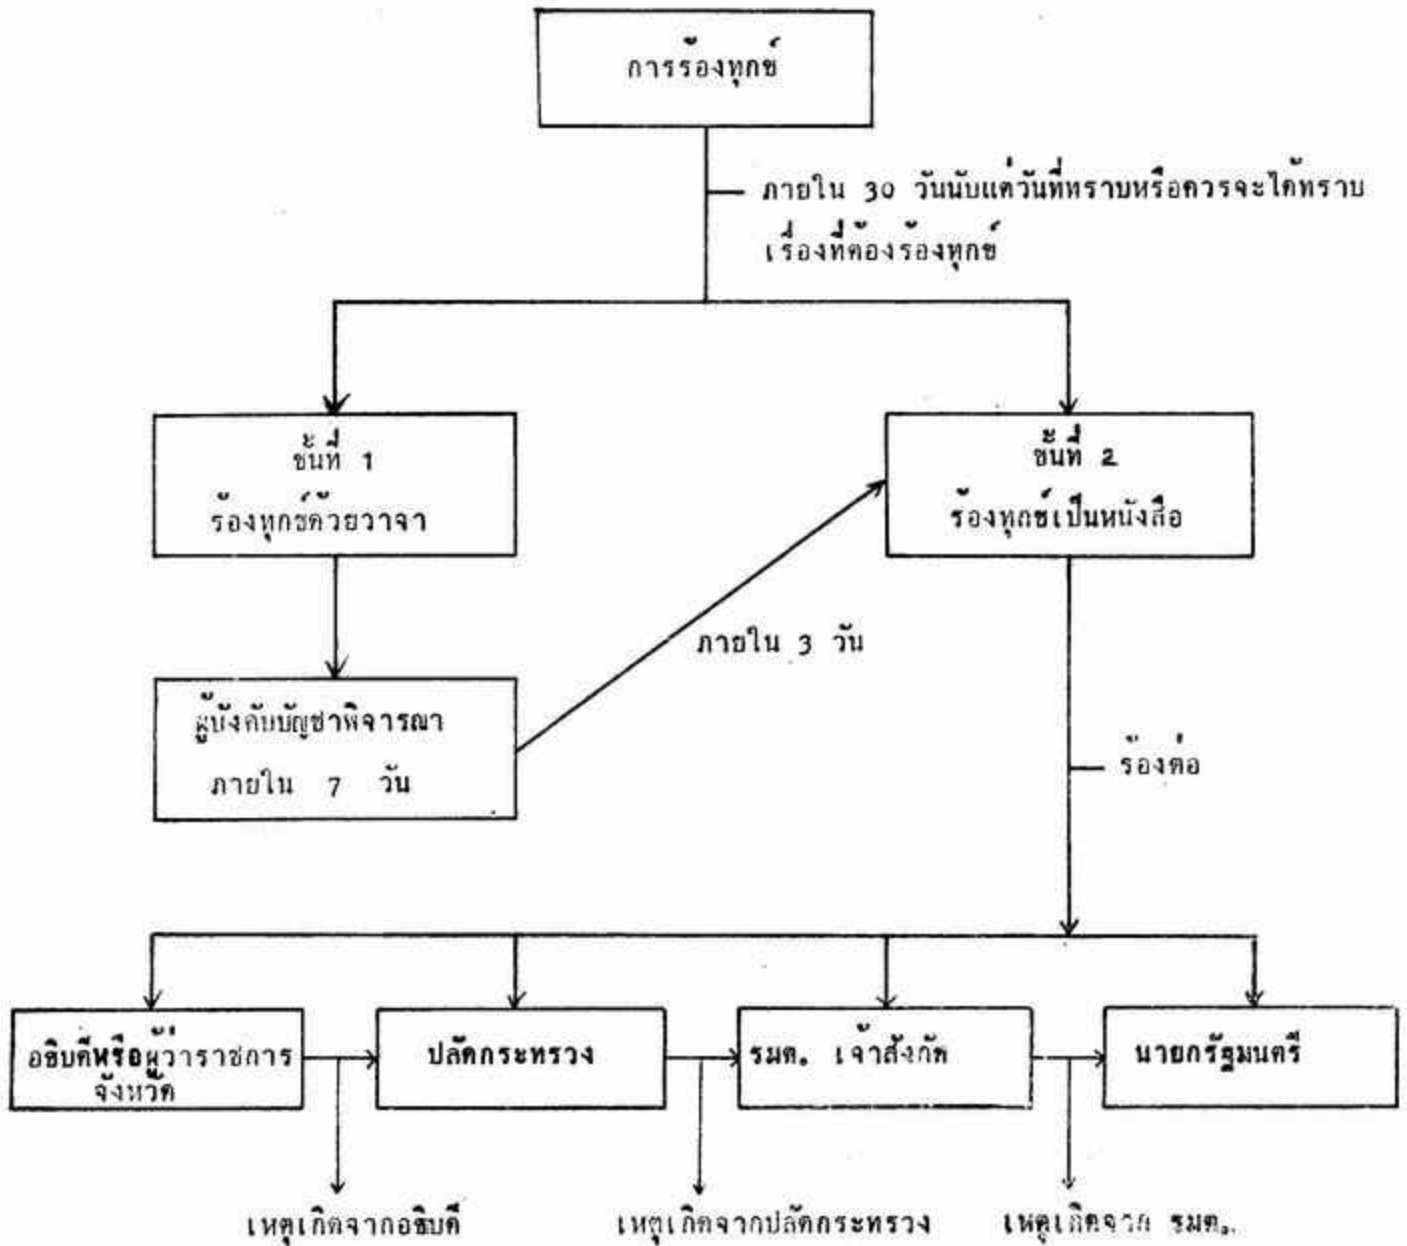 การร้องทุกข์
ภายใน 30 วันนับแต่วันที่ทราบหรือควรจะได้ทราบ
เรื่องที่ต้องร้องทุกข์
ขั้นที่ 1
ร้องทุกข์ด้วยวาจา
ขั้นที่ 2
ร้องทุกข์เป็นหนังสือ
ภายใน 3 วัน
ผู้บังคับบัญชาพิจารณา
ภายใน 7 วัน
ร้องต่อ
อธิบดีหรือผู้ว่าราชการ
จังหวัด
ปลัดกระทรวง
รมต. เจ้าสังกัด
นายกรัฐมนตรี
เหตุเกิดจากอธิบดี
เหตุเกิดจากปลัดกระทรวง
เหตุเกิดจาก รมต.